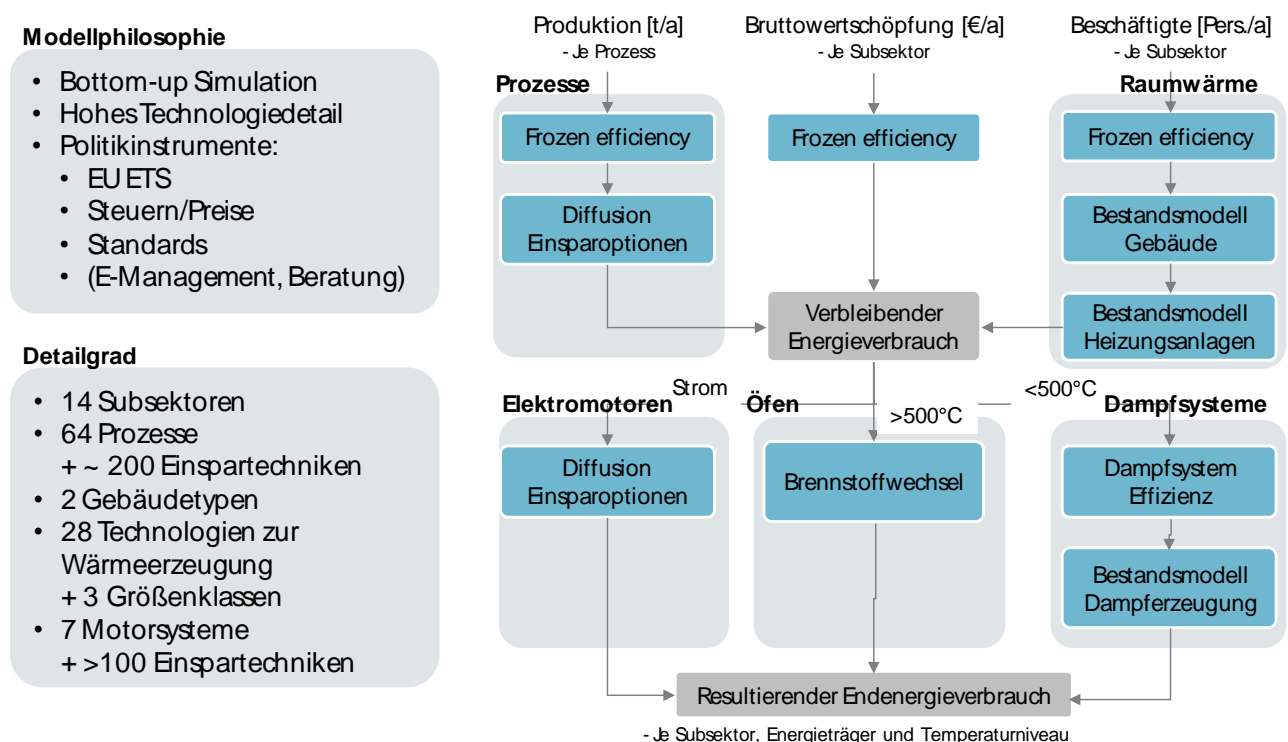 Modellphilosophie
• Bottom-up Simulation
• Hohes Technologiedetail
• Politikinstrumente:
• EU ETS
• Steuern/Preise
• Standards
• (E-Management, Beratung)
Detailgrad
• 14 Subsektoren
• 64 Prozesse
+ ~ 200 Einspartechniken
• 2 Gebäudetypen
• 28 Technologien zur
Wärmeerzeugung
+ 3 Größenklassen
• 7 Motorsysteme
+ >100 Einspartechniken
Produktion [t/a]
- Je Prozess
Bruttowertschöpfung [€/a]
- Je Subsektor
Beschäftigte [Pers./a]
- Je Subsektor
Prozesse
Raumwärme
Frozen efficiency
Frozen efficiency
Frozen efficiency
Diffusion
Einsparoptionen
Bestandsmodell
Gebäude
Verbleibender
Energieverbrauch
Bestandsmodell
Heizungsanlagen
Strom
<500°C
>500°C
Elektromotoren
Öfen
Dampfsysteme
Diffusion
Einsparoptionen
Brennstoffwechsel
Dampfsystem
Effizienz
Bestandsmodell
Dampferzeugung
Resultierender Endenergieverbrauch
- Je Subsektor, Energieträger und Temperaturniveau